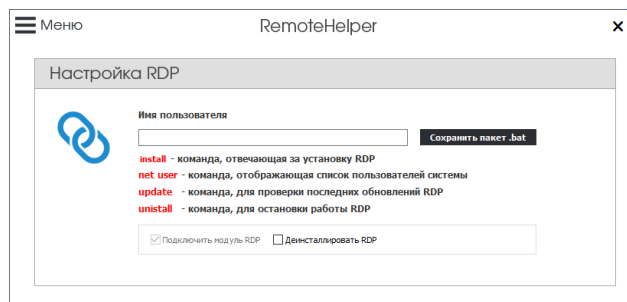 Меню
RemoteHelper
×
Настройка RDP
Имя пользователя
Сохранить пакет .bat
install - команда, отвечающая за установку RDP
net user - команда, отображающая список пользователей системы
update - команда, для проверки последних обновлений RDP
unistall - команда, для остановки работы RDP
Подключить модуль RDP Деинсталлировать RDP